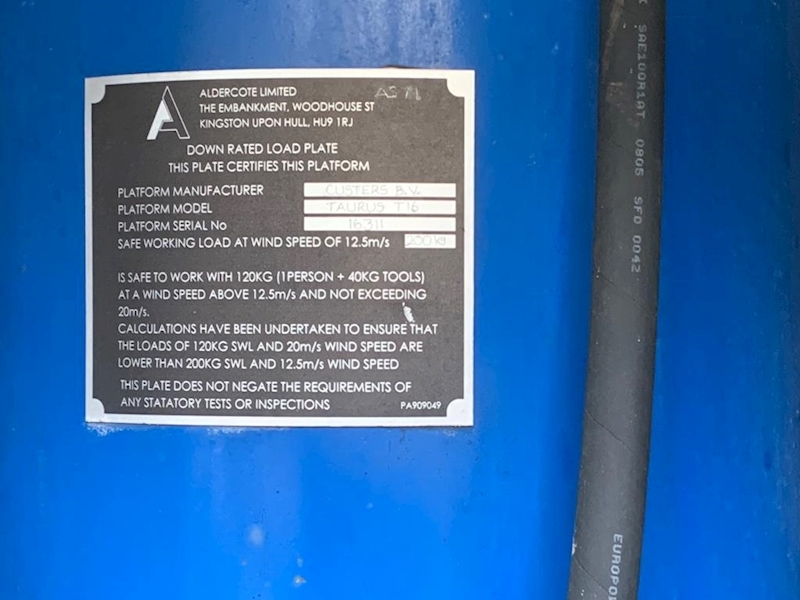 ALDERCOTE LIMITED
AS 71
THE EMBANKMENT, WOODHOUSE ST
KINGSTON UPON HULL, HU9 1RJ
DOWN RATED LOAD PLATE
THIS PLATE CERTIFIES THIS PLATFORM
PLATFORM MANUFACTURER CUSTERS B.V.
PLATFORM MODEL TAURUS T16
PLATFORM SERIAL No 16311
SAFE WORKING LOAD AT WIND SPEED OF 12.5m/s 200kg
IS SAFE TO WORK WITH 120KG (1PERSON + 40KG TOOLS)
AT A WIND SPEED ABOVE 12.5m/s AND NOT EXCEEDING
20m/s.
CALCULATIONS HAVE BEEN UNDERTAKEN TO ENSURE THAT
THE LOADS OF 120KG SWL AND 20m/s WIND SPEED ARE
LOWER THAN 200KG SWL AND 12.5m/s WIND SPEED
THIS PLATE DOES NOT NEGATE THE REQUIREMENTS OF
ANY STATATORY TESTS OR INSPECTIONS
PA909049
SAE100R1AT 0805 SFD 0042